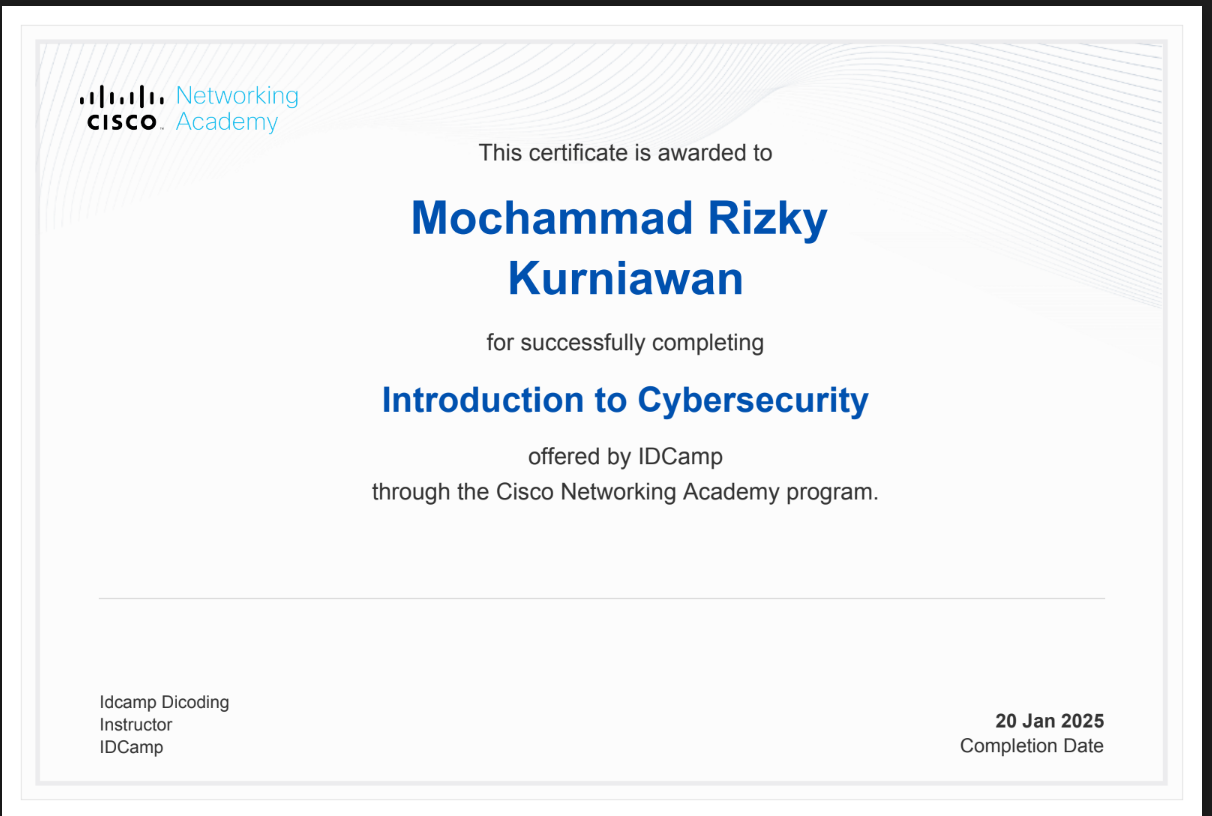 Networking
CISCO Academy
This certificate is awarded to
Mochammad Rizky
Kurniawan
for successfully completing
Introduction to Cybersecurity
offered by IDCamp
through the Cisco Networking Academy program.
Idcamp Dicoding
Instructor
IDCamp
20 Jan 2025
Completion Date